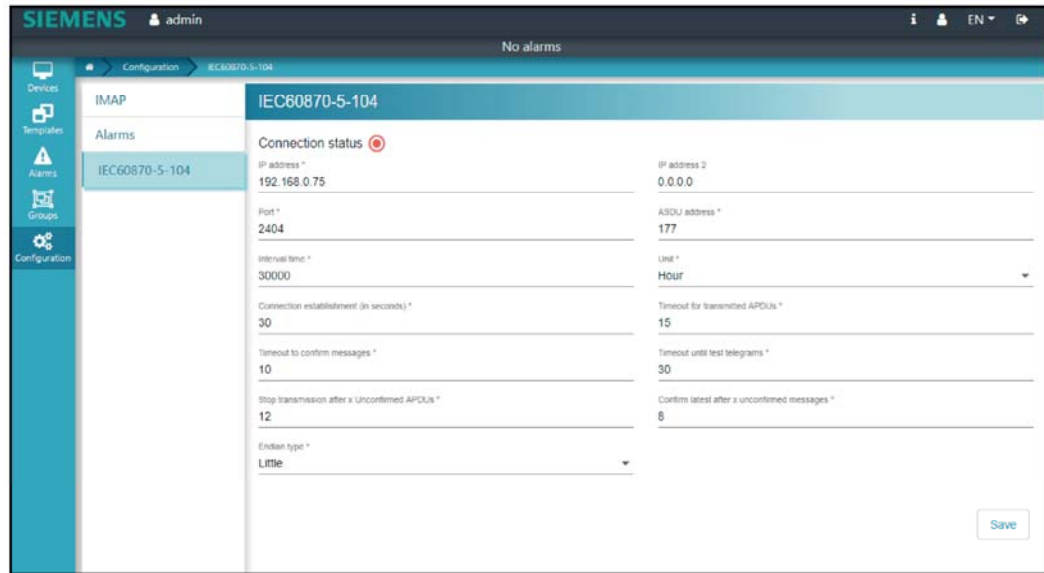 SIEMENS admin EN
No alarms
Configuration IEC60870-5-104
Devices
Templates
Alarms
Groups
Configuration
IMAP
Alarms
IEC60870-5-104
IEC60870-5-104
Connection status
IP address *
192.168.0.75
IP address 2
0.0.0.0
Port *
2404
ASDU address *
177
Interval time *
30000
Unit *
Hour
Connection establishment (in seconds) *
30
Timeout for transmitted APDUs *
15
Timeout to confirm messages *
10
Timeout until test telegrams *
30
Stop transmission after x Unconfirmed APDUs *
12
Confirm latest after x unconfirmed messages *
8
Endian type *
Little
Save